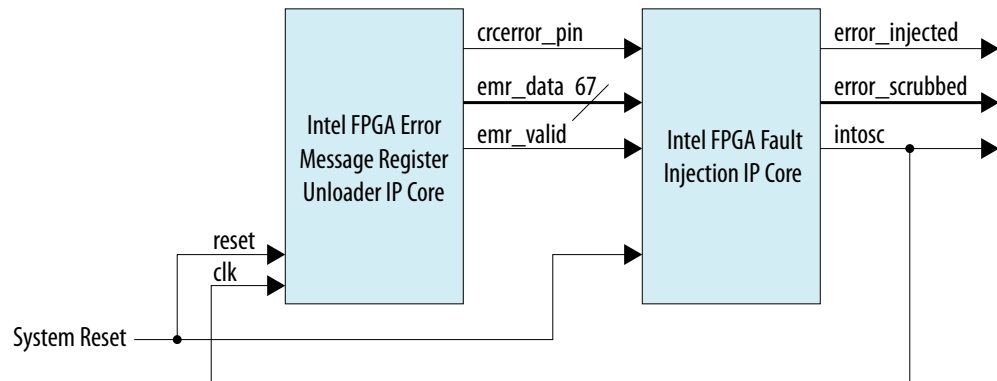 crcerror_pin
emr_data 67
emr_valid
Intel FPGA Error
Message Register
Unloader IP Core
reset
clk
System Reset
Intel FPGA Fault
Injection IP Core
error_injected
error_scrubbed
intosc